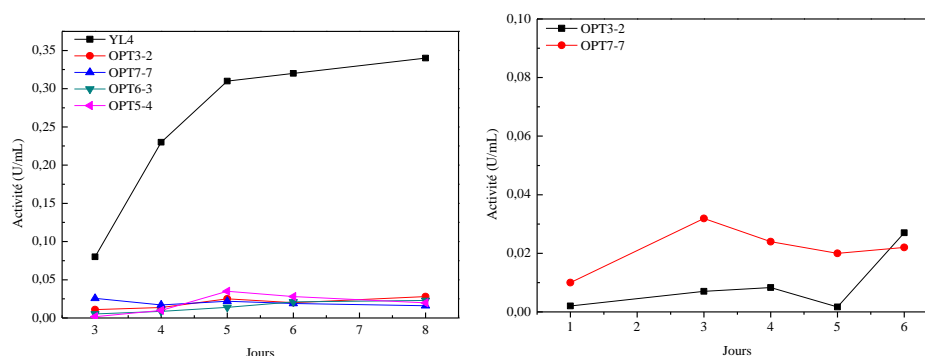 YL4
OPT3-2
OPT7-7
OPT6-3
OPT5-4
0,35
0,30
0,25
0,20
0,15
0,10
0,05
0,00
Activité (U/mL)
3 4 5 6 7 8
Jours
OPT3-2
OPT7-7
0,10
0,08
0,06
0,04
0,02
0,00
Activité (U/mL)
1 2 3 4 5 6
Jours